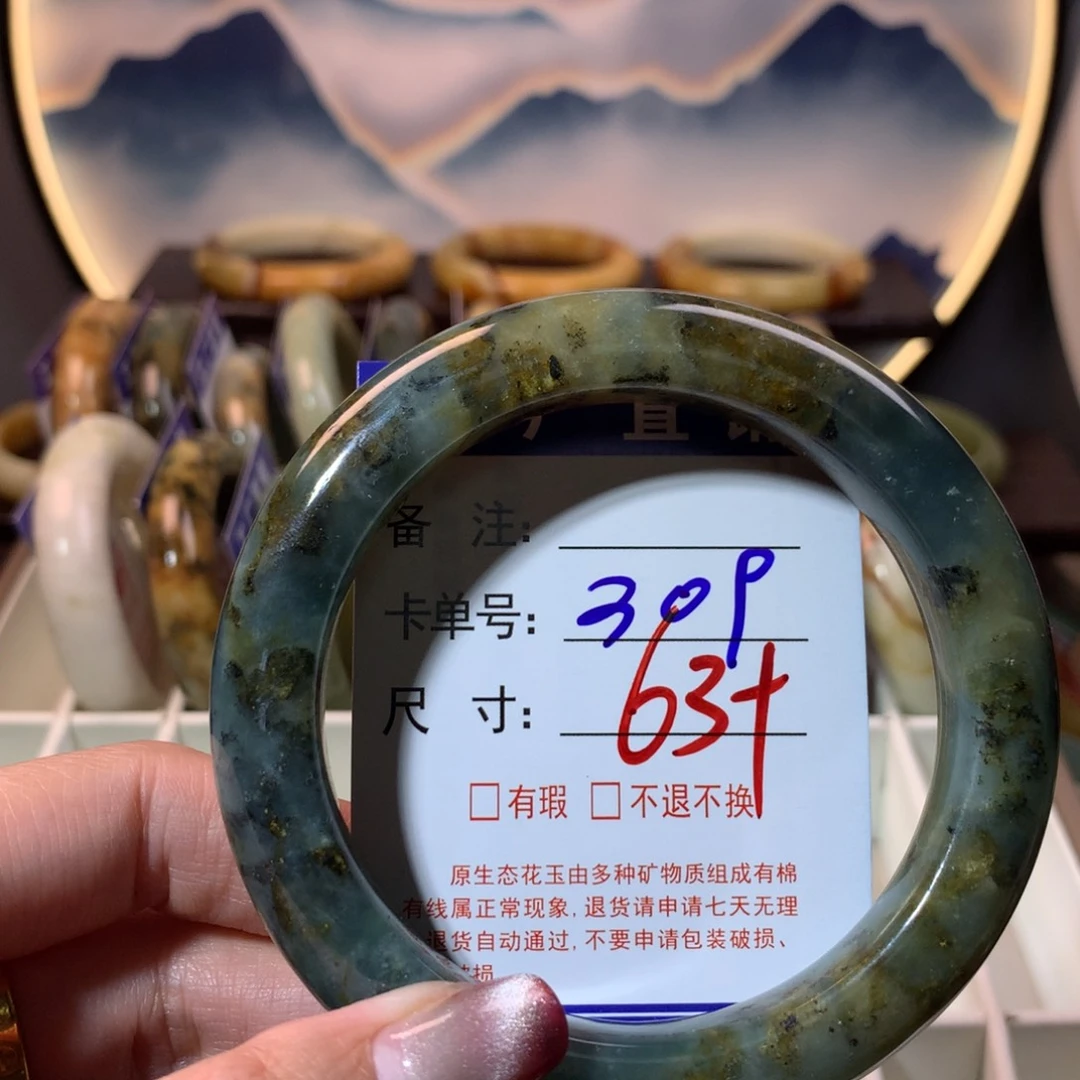 备 注:
卡单号: 309
尺 寸: 63+
□有瑕 □不退不换
原生态花玉由多种矿物质组成有棉
有线属正常现象,退货请申请七天无理
退货自动通过,不要申请包装破损、
破损